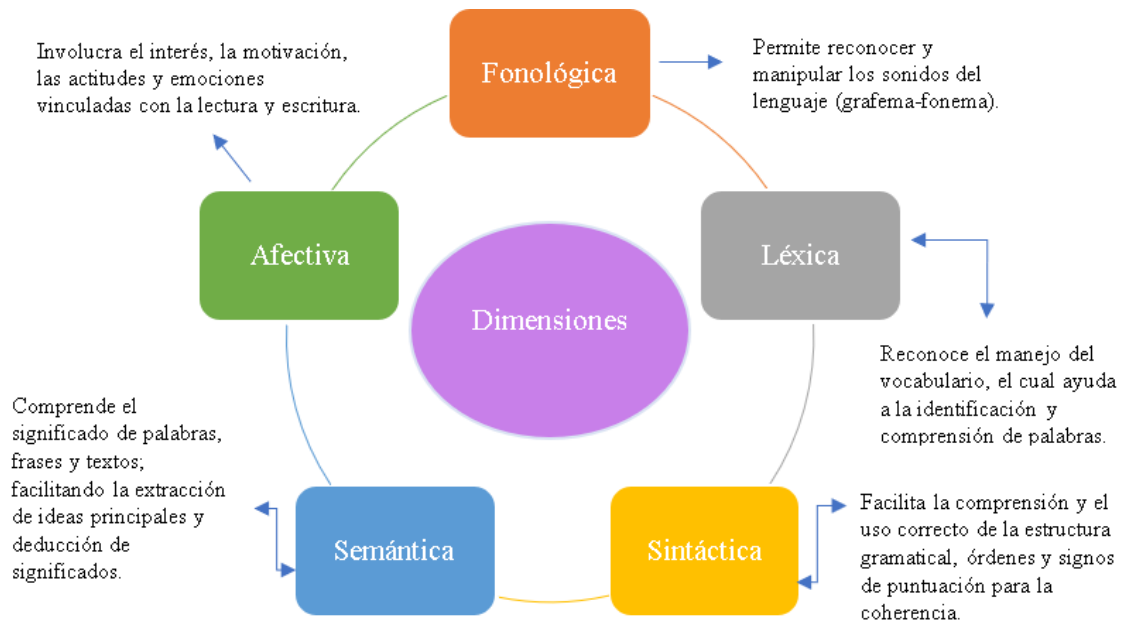 Fonológica
Permite reconocer y
manipular los sonidos del
lenguaje (grafema-fonema).
Involucra el interés, la motivación,
las actitudes y emociones
vinculadas con la lectura y escritura.
Afectiva
Léxica
Dimensiones
Reconoce el manejo del
vocabulario, el cual ayuda
a la identificación y
comprensión de palabras.
Comprende el
significado de palabras,
frases y textos;
facilitando la extracción
de ideas principales y
deducción de
significados.
Semántica
Sintáctica
Facilita la comprensión y el
uso correcto de la estructura
gramatical, órdenes y signos
de puntuación para la
coherencia.